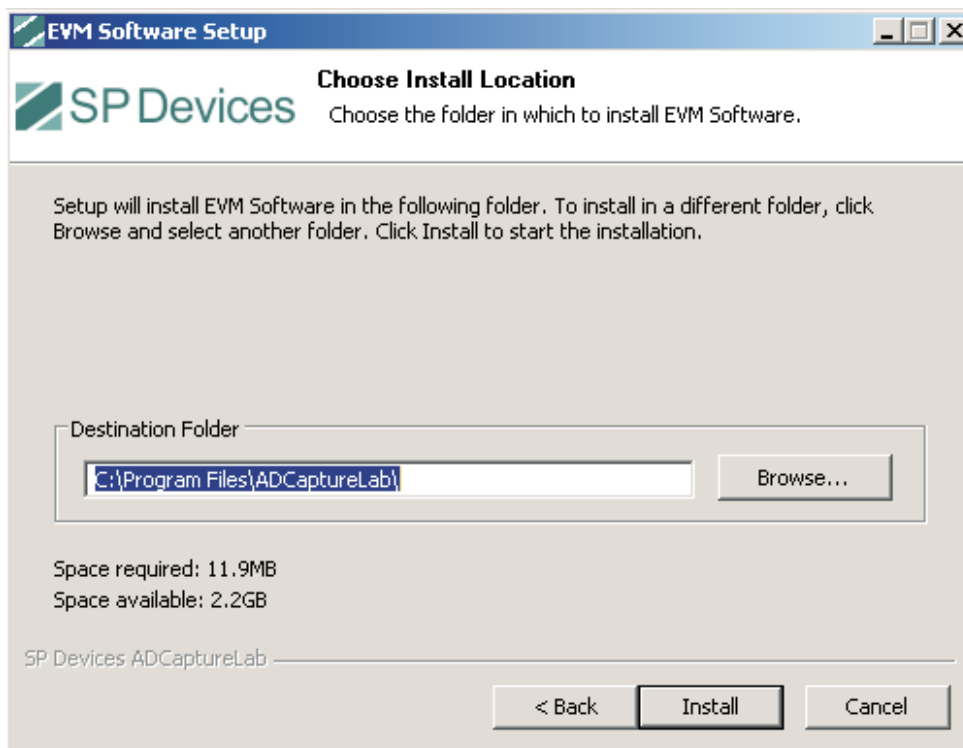 EVM Software Setup
SP Devices
Choose Install Location
Choose the folder in which to install EVM Software.
Setup will install EVM Software in the following folder. To install in a different folder, click
Browse and select another folder. Click Install to start the installation.
Destination Folder
C:\Program Files\ADCaptureLab\
Browse...
Space required: 11.9MB
Space available: 2.2GB
SP Devices ADCaptureLab
< Back
Install
Cancel